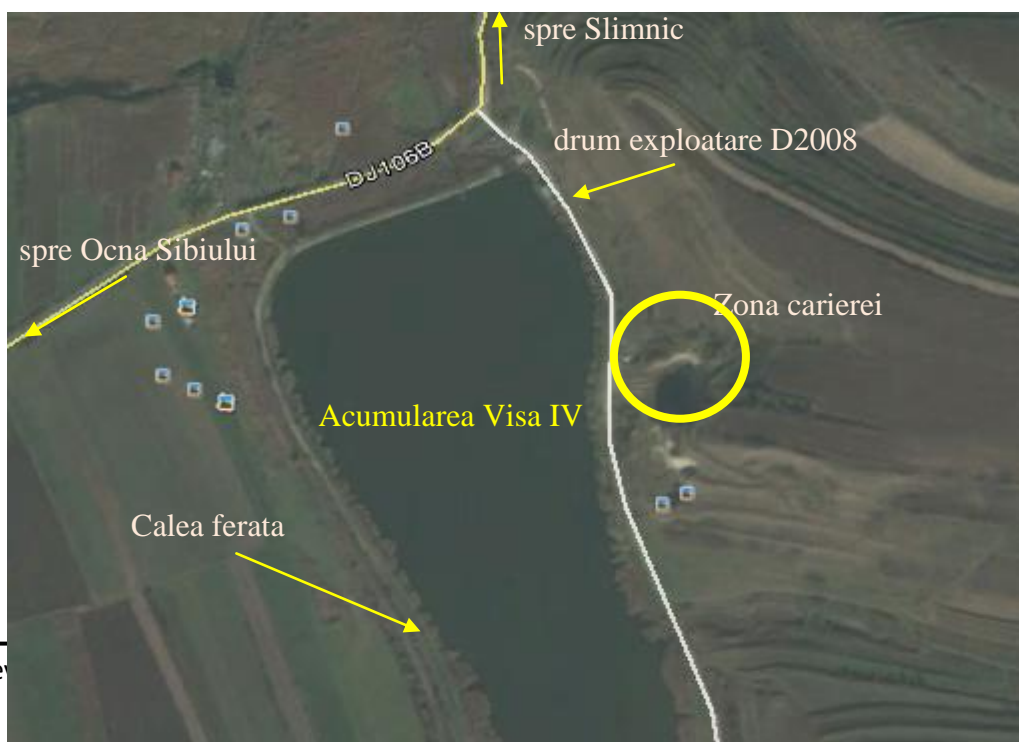 spre Slimnic
drum exploatare D2008
DJ106B
spre Ocna Sibiului
Zona carierei
Acumularea Visa IV
Calea ferata